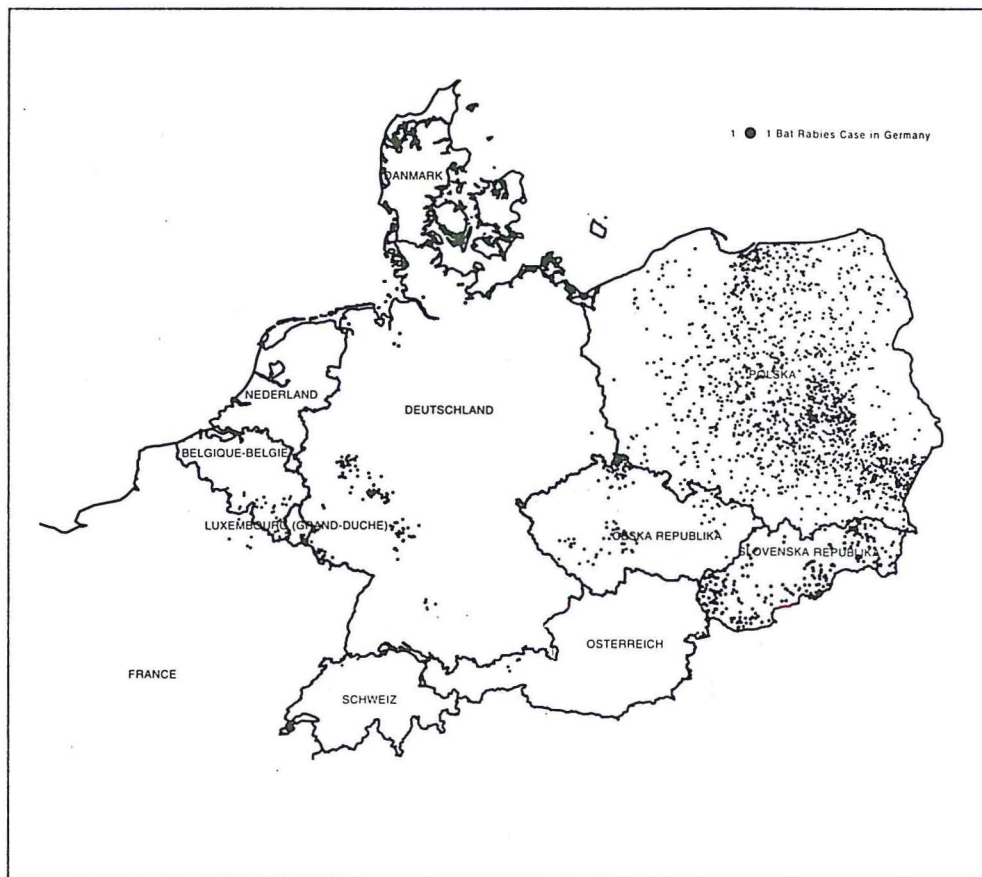 1 1 Bat Rabies Case in Germany
DANMARK
POLSKA
NEDERLAND
DEUTSCHLAND
BELGIQUE-BELGIE
LUXEMBOURG (GRAND-DUCHE)
REPUBLIKA
SLOVENSKA REPUBLIKA
OSTERREICH
FRANCE
SCHWEIZ